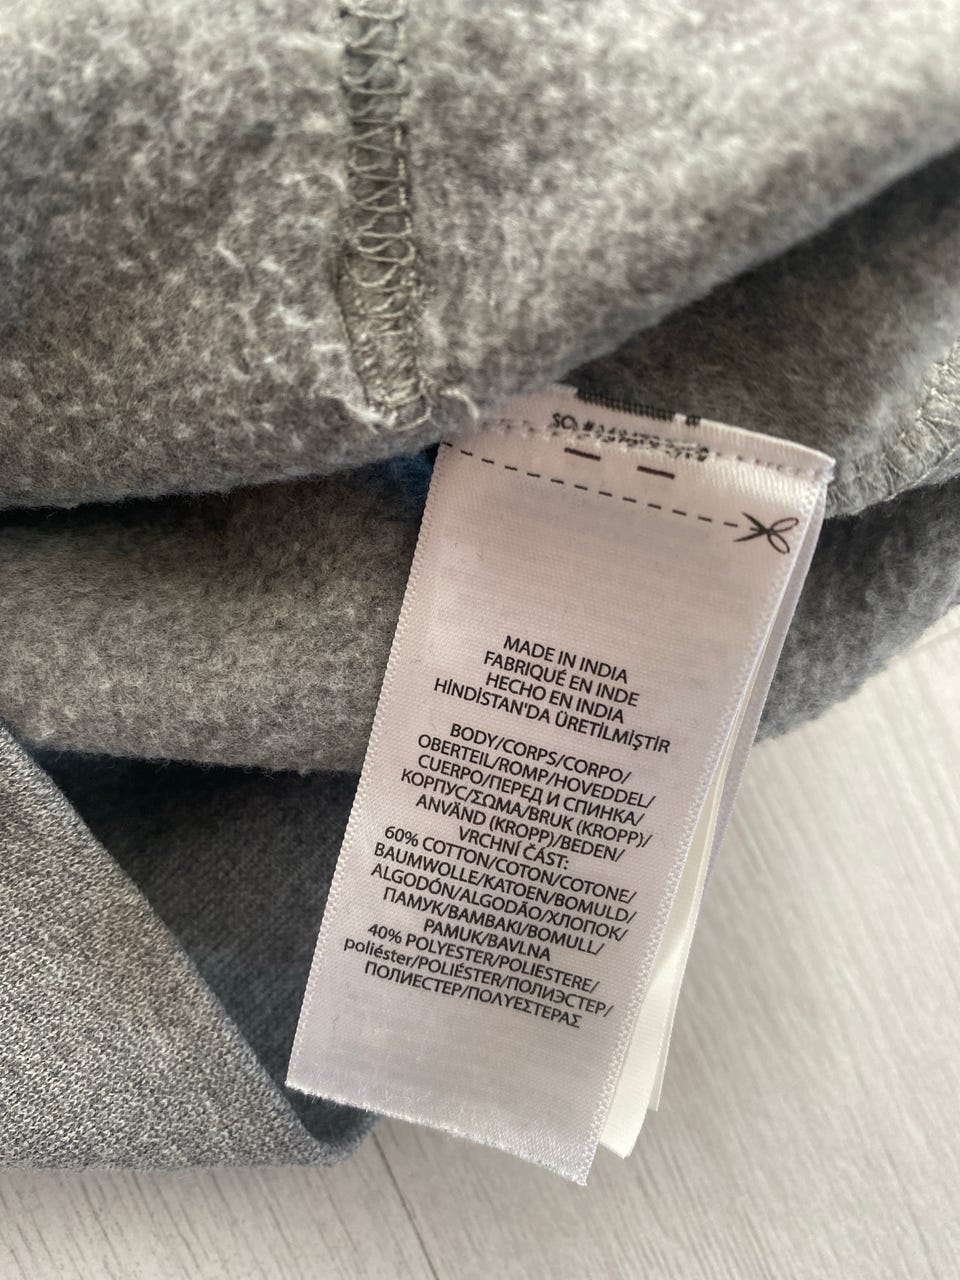 MADE IN INDIA
FABRIQUÉ EN INDE
HECHO EN INDIA
HİNDİSTAN'DA ÜRETİLMİŞTİR
BODY/CORPS/CORPO/
OBERTEIL/ROMP/HOVEDDEL/
CUERPO/ПЕРЕД И СПИНКА/
КОРПУС/ΣΩΜΑ/BRUK (KROPP)/
ANVÄND (KROPP)/BEDEN/
VRCHNÍ ČÁST:
60% COTTON/COTON/COTONE/
BAUMWOLLE/KATOEN/BOMULD/
ALGODÓN/ALGODÃO/ХЛОПОК/
ПАМУК/ΒΑΜΒΑΚΙ/BOMULL/
PAMUK/BAVLNA
40% POLYESTER/POLIESTERE/
poliéster/POLIÉSTER/ПОЛИЭСТЕР/
ПОЛИЕСТЕР/ΠΟΛΥΕΣΤΕΡΑΣ